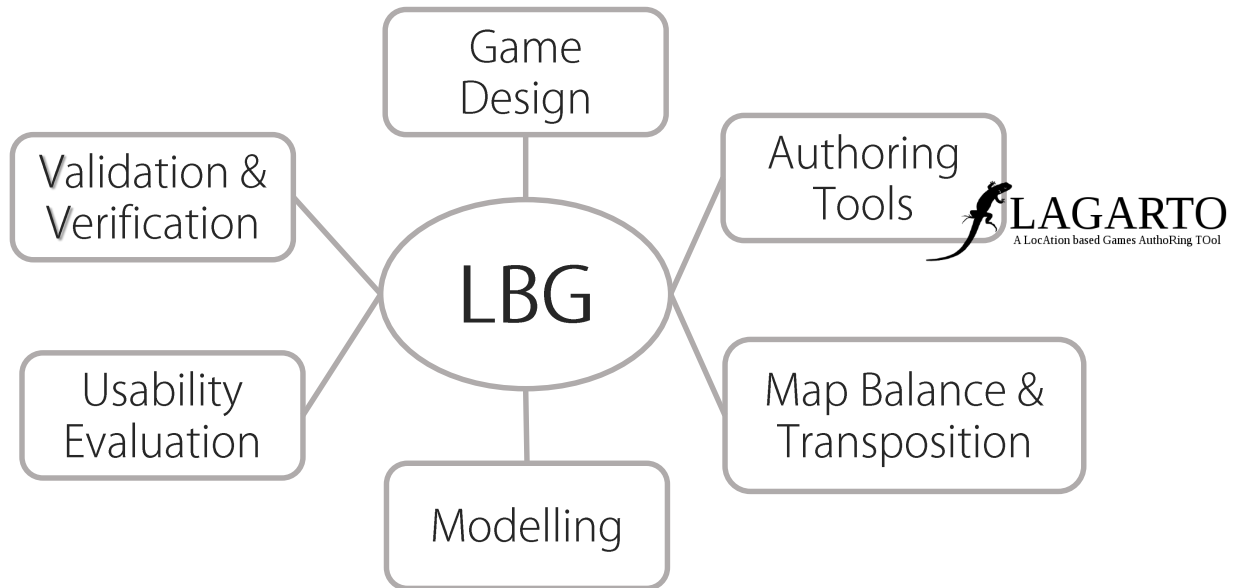 Game
Design
Validation &
Verification
Authoring
Tools
LAGARTO
A LocAtion based Games AuthoRing TOol
LBG
Usability
Evaluation
Map Balance &
Transposition
Modelling